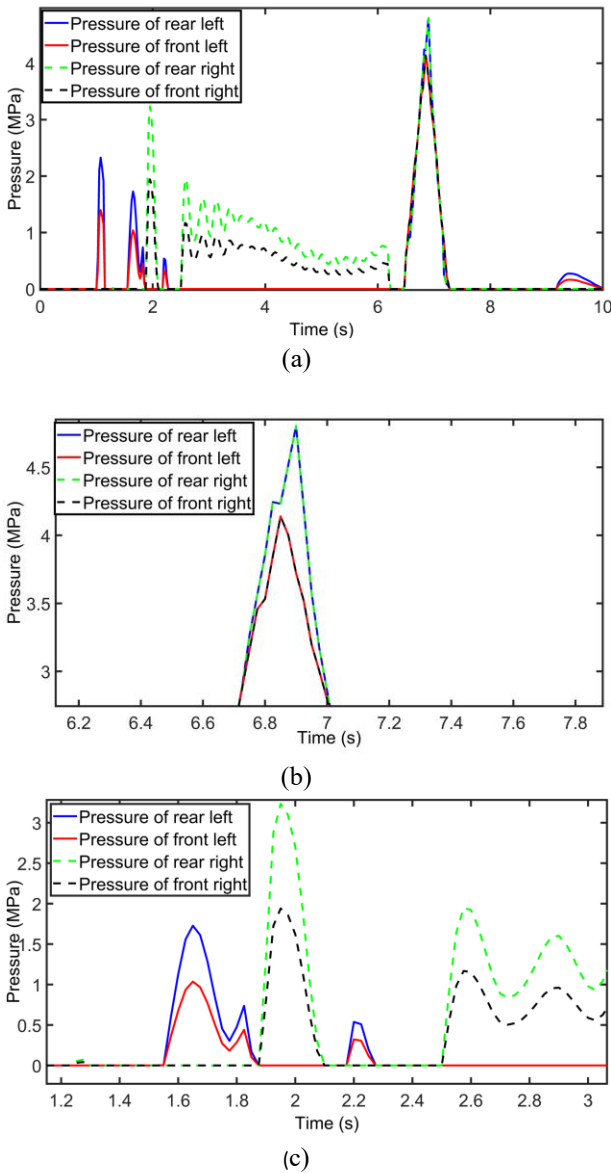 Pressure of rear left
Pressure of front left
Pressure of rear right
Pressure of front right
Pressure (MPa)
4
3
2
1
0
0 2 4 6 8 10
Time (s)
(a)
Pressure of rear left
Pressure of front left
Pressure of rear right
Pressure of front right
Pressure (MPa)
4.5
4
3.5
3
6.2 6.4 6.6 6.8 7 7.2 7.4 7.6 7.8
Time (s)
(b)
Pressure of rear left
Pressure of front left
Pressure of rear right
Pressure of front right
Pressure (MPa)
3
2.5
2
1.5
1
0.5
0
1.2 1.4 1.6 1.8 2 2.2 2.4 2.6 2.8 3
Time (s)
(c)